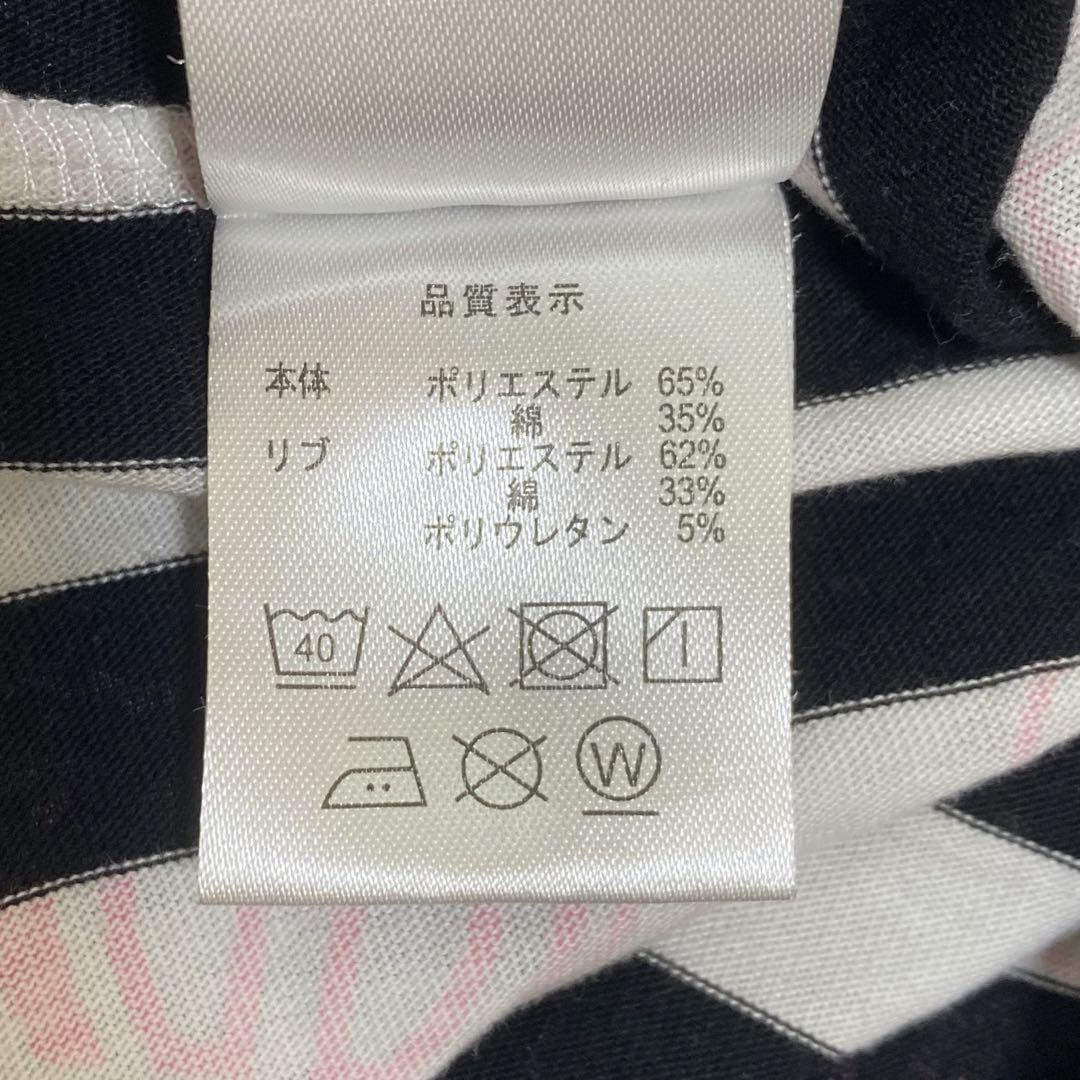 品質表示
本体 ポリエステル 65%
綿 35%
リブ ポリエステル 62%
綿 33%
ポリウレタン 5%
40
W